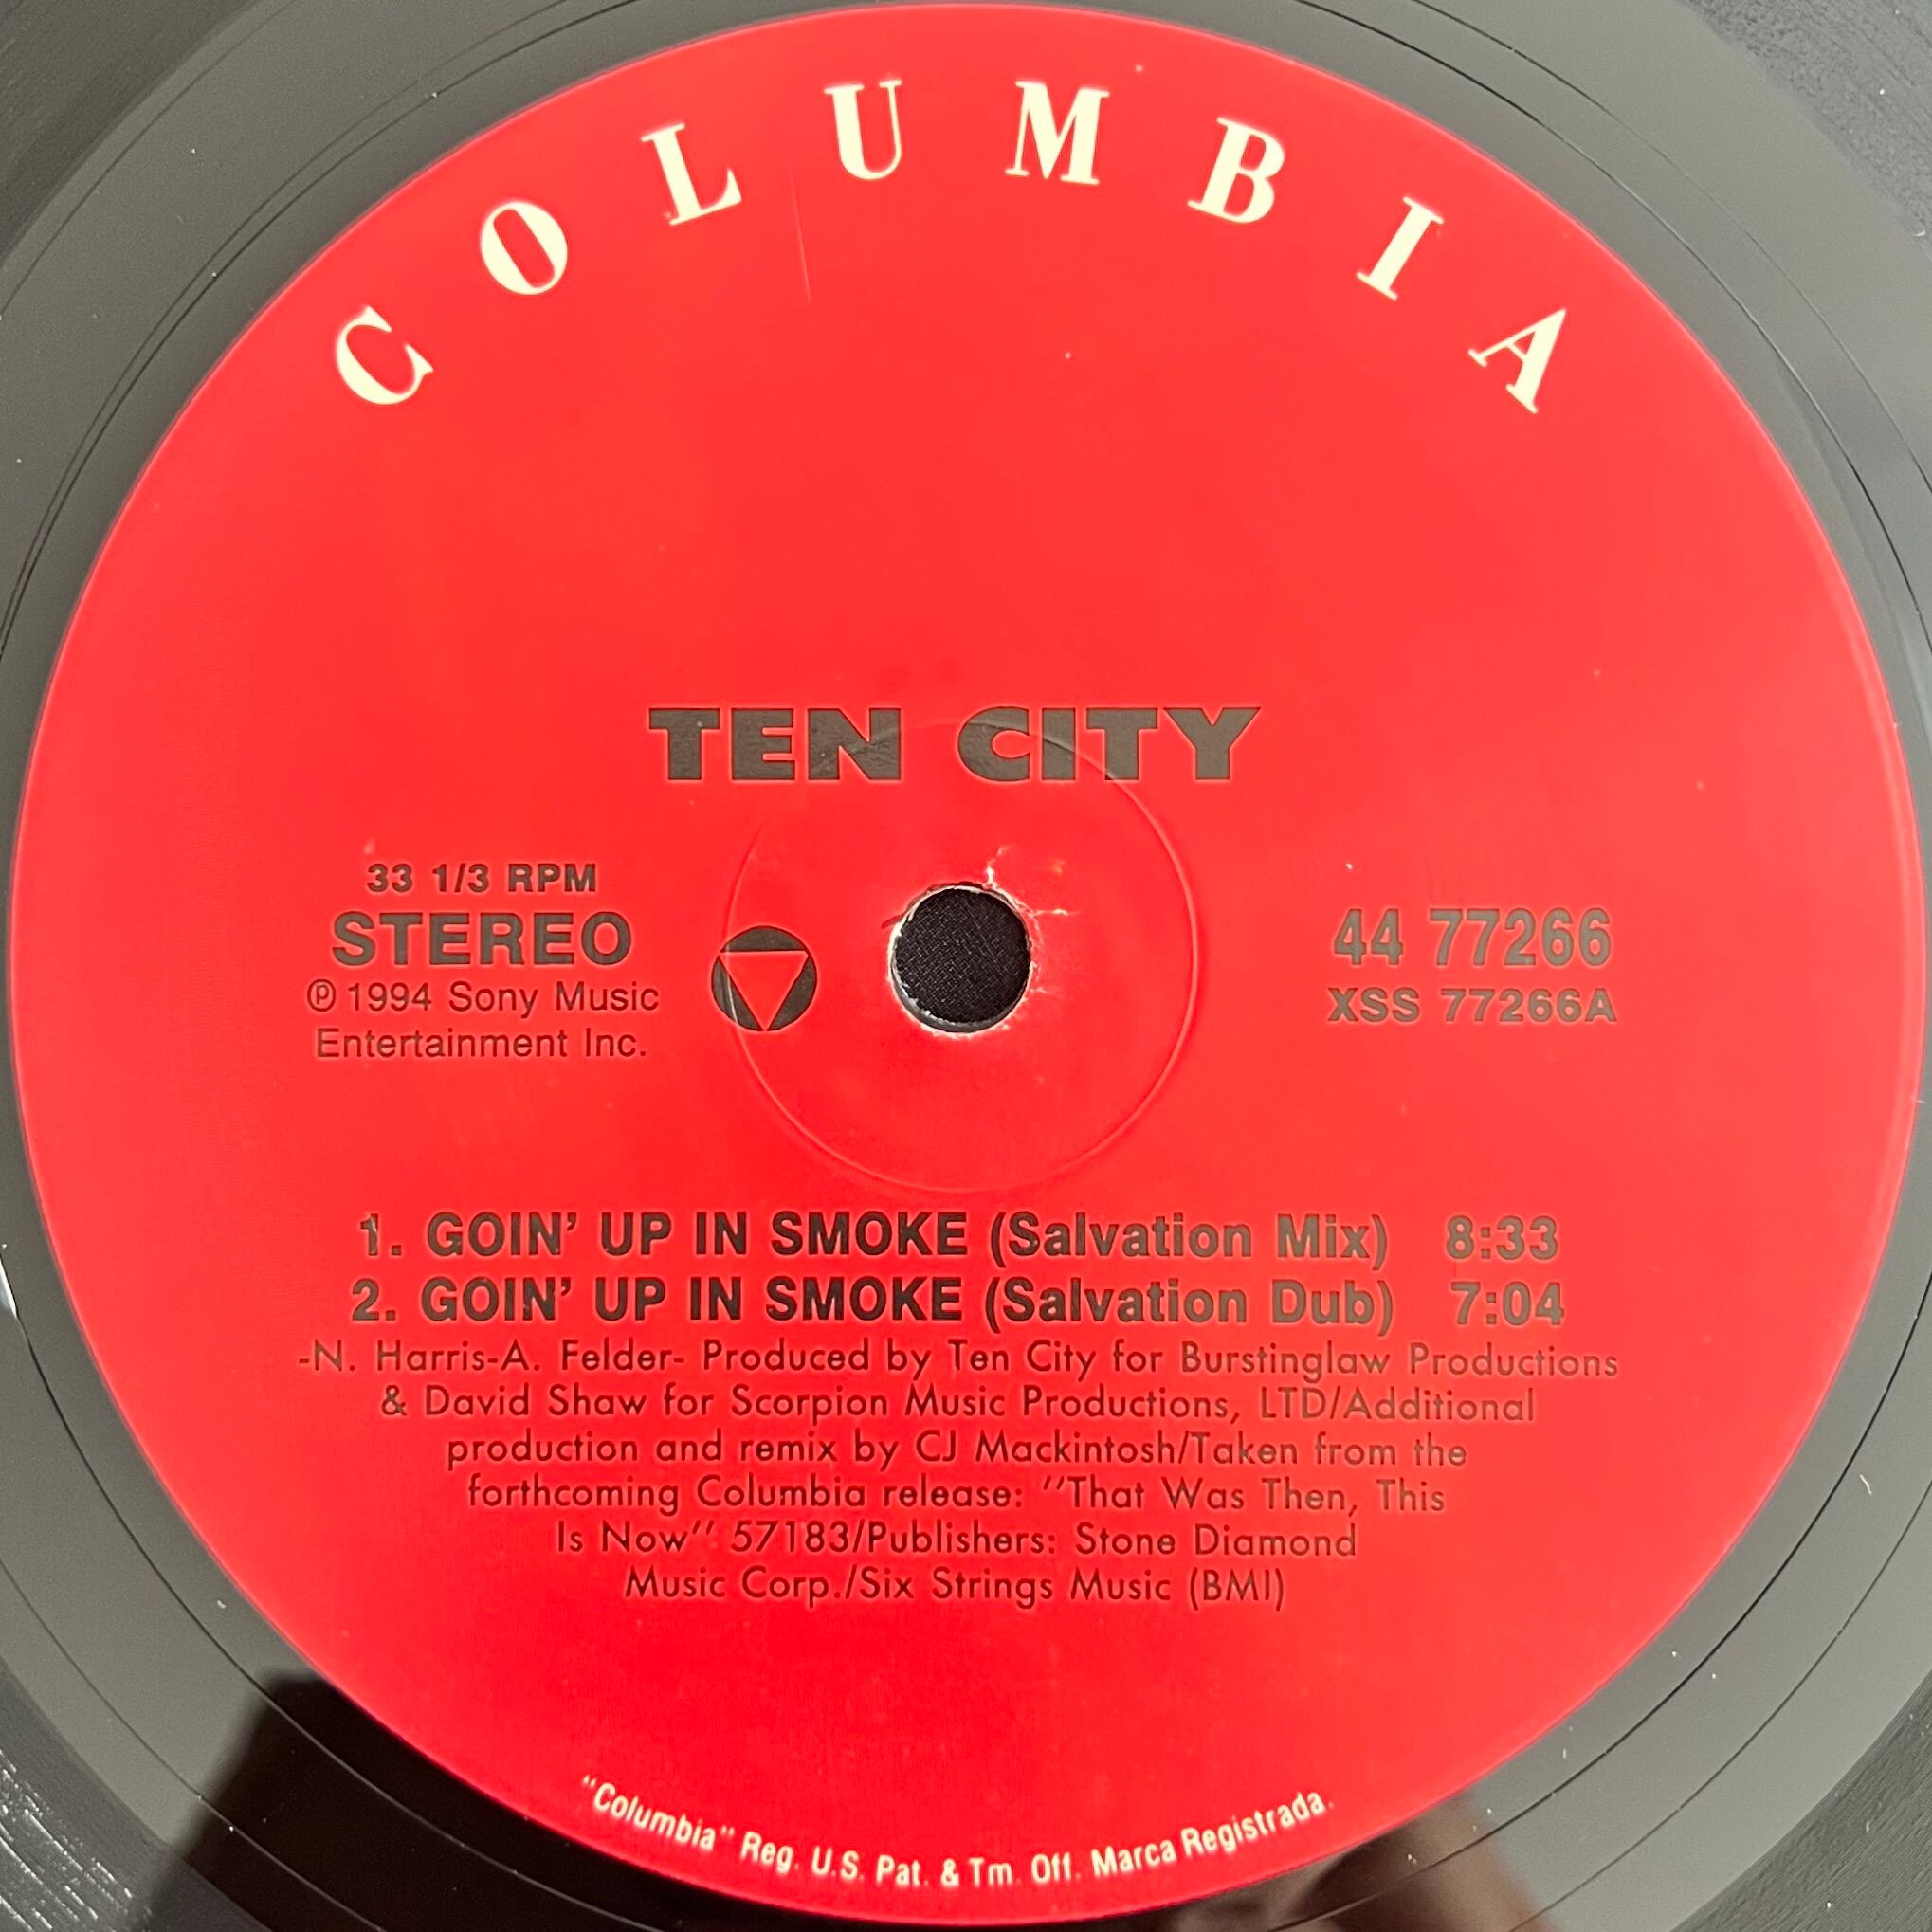 COLUMBIA
TEN CITY
33 1/3 RPM
STEREO
℗ 1994 Sony Music
Entertainment Inc.
44 77266
XSS 77266A
1. GOIN' UP IN SMOKE (Salvation Mix) 8:33
2. GOIN' UP IN SMOKE (Salvation Dub) 7:04
-N. Harris-A. Felder- Produced by Ten City for Burstinglaw Productions
& David Shaw for Scorpion Music Productions, LTD/Additional
production and remix by CJ Mackintosh/Taken from the
forthcoming Columbia release: "That Was Then, This
Is Now" 57183/Publishers: Stone Diamond
Music Corp./Six Strings Music (BMI)
"Columbia" Reg. U.S. Pat. & Tm. Off. Marca Registrada.